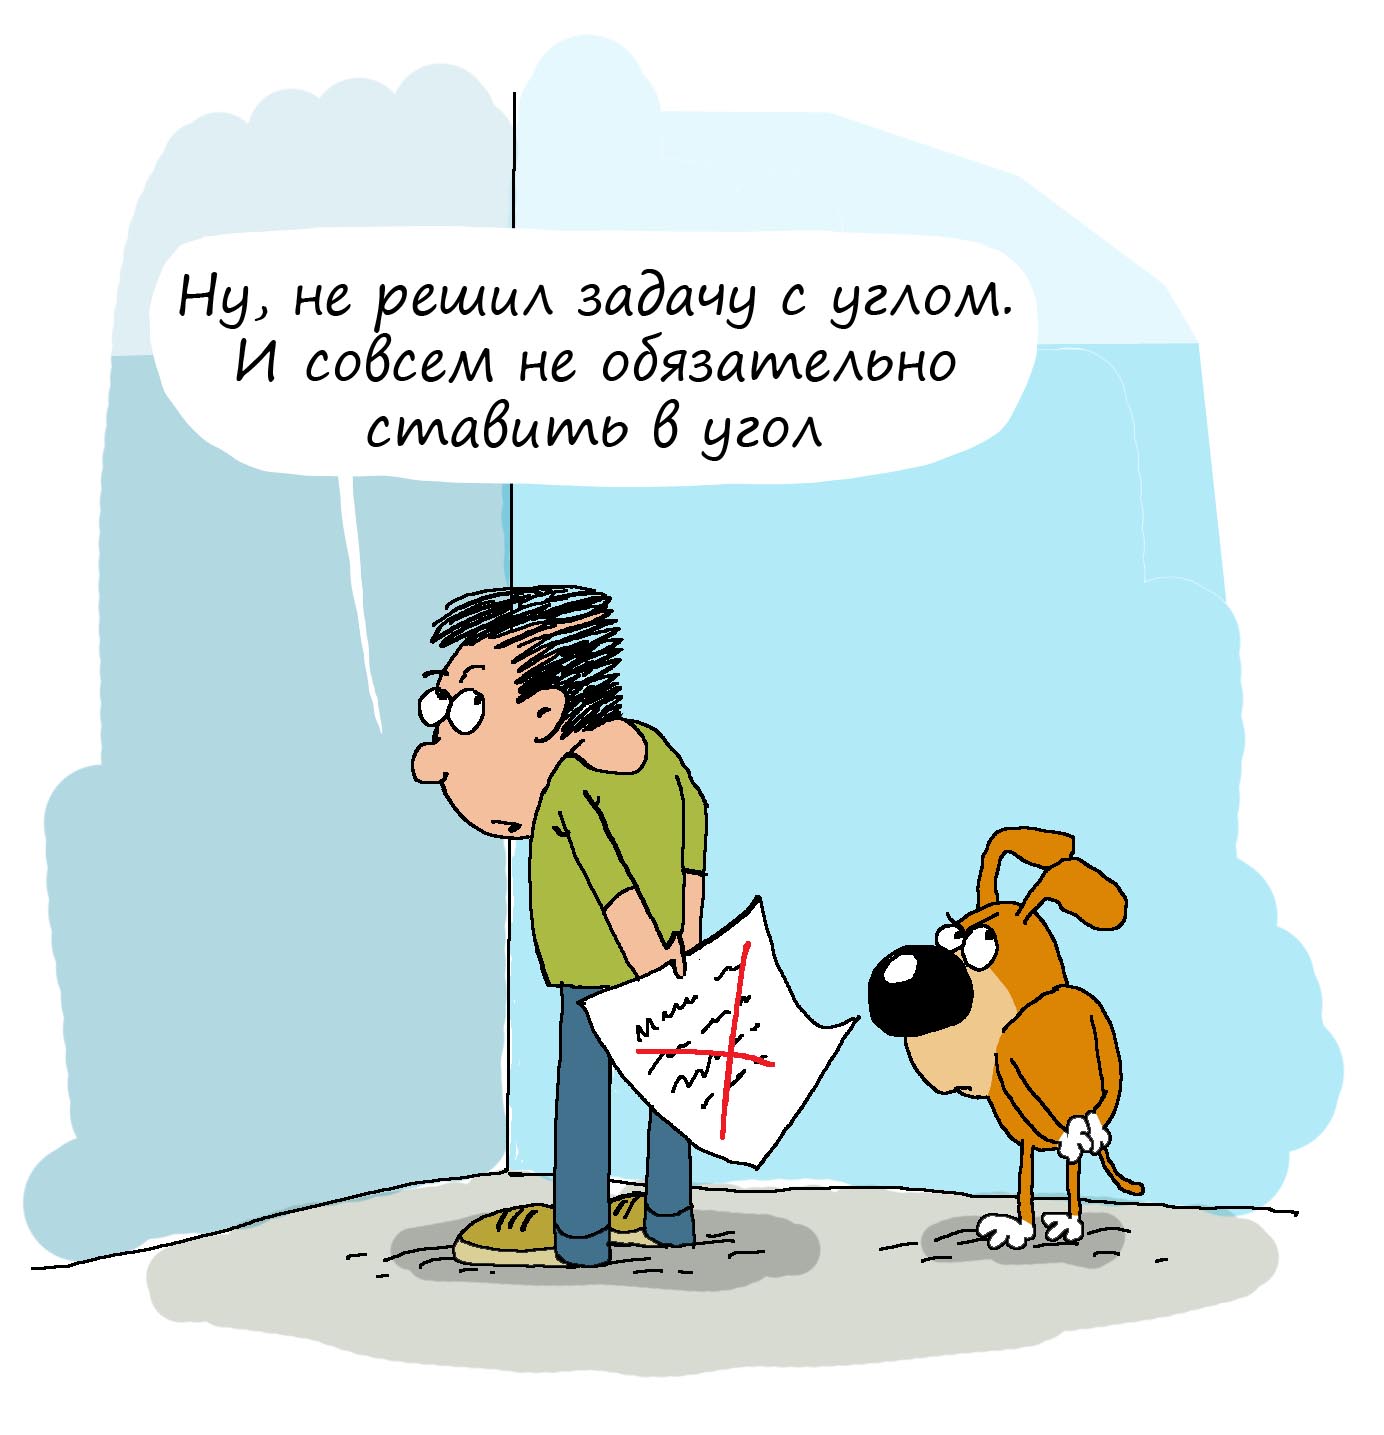 Ну, не решил задачу с углом.
И совсем не обязательно
ставить в угол